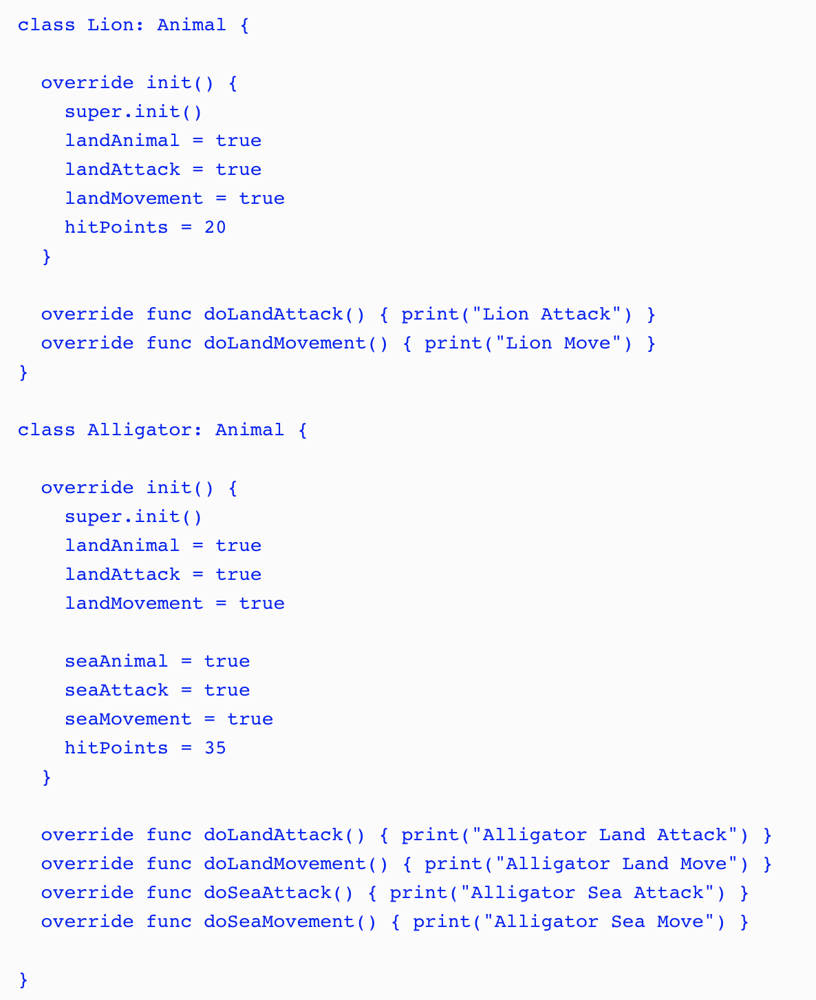 class Lion: Animal {
override init() {
super.init()
landAnimal = true
landAttack = true
landMovement = true
hitPoints = 20
}
override func doLandAttack() { print("Lion Attack") }
override func doLandMovement() { print("Lion Move") }
}
class Alligator: Animal {
override init() {
super.init()
landAnimal = true
landAttack = true
landMovement = true
seaAnimal = true
seaAttack = true
seaMovement = true
hitPoints = 35
}
override func doLandAttack() { print("Alligator Land Attack") }
override func doLandMovement() { print("Alligator Land Move") }
override func doSeaAttack() { print("Alligator Sea Attack") }
override func doSeaMovement() { print("Alligator Sea Move") }
}